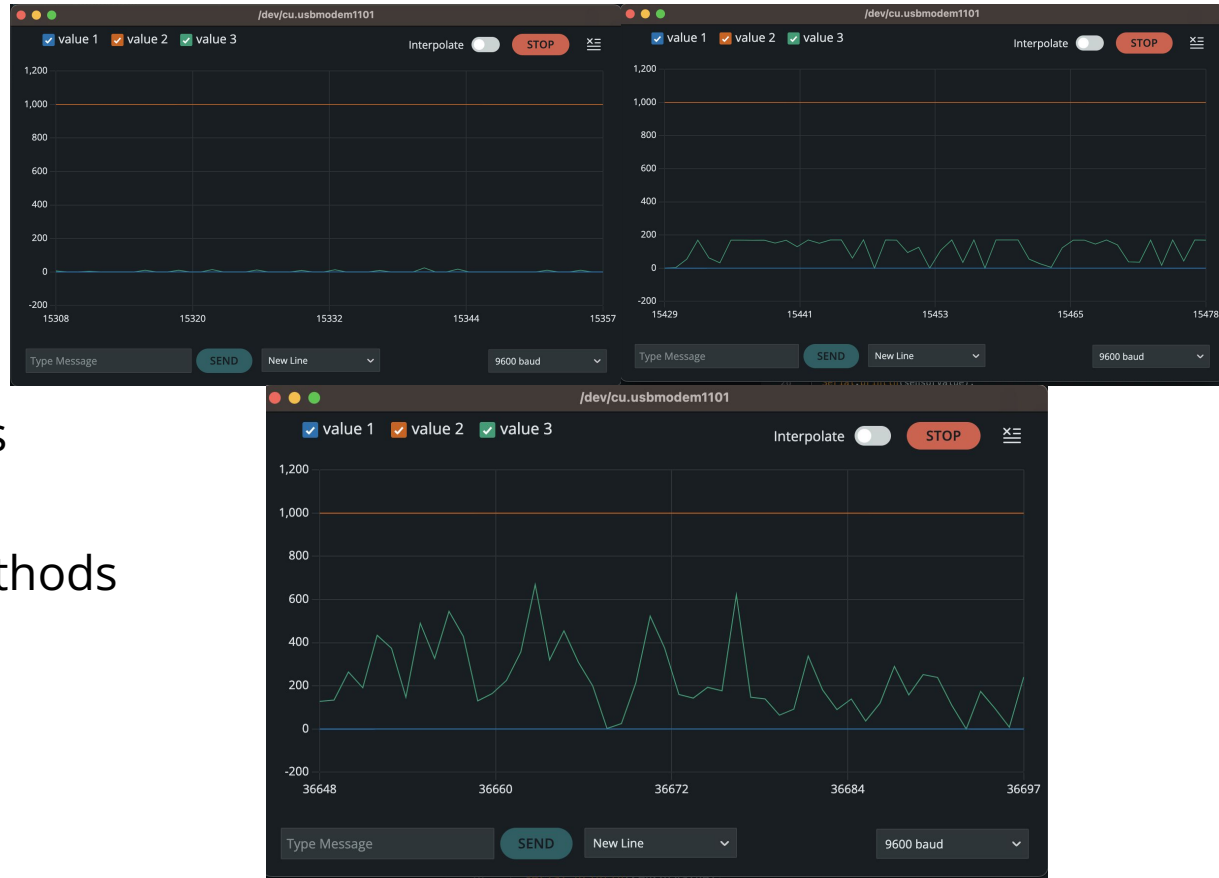 /dev/cu.usbmodem1101
value 1 value 2 value 3
Interpolate STOP
1,200
1,000
800
600
400
200
0
-200
15308 15320 15332 15344 15357
Type Message SEND New Line 9600 baud
/dev/cu.usbmodem1101
value 1 value 2 value 3
Interpolate STOP
1,200
1,000
800
600
400
200
0
-200
15429 15441 15453 15465 15478
Type Message SEND New Line 9600 baud
s
thods
/dev/cu.usbmodem1101
value 1 value 2 value 3
Interpolate STOP
1,200
1,000
800
600
400
200
0
-200
36648 36660 36672 36684 36697
Type Message SEND New Line 9600 baud